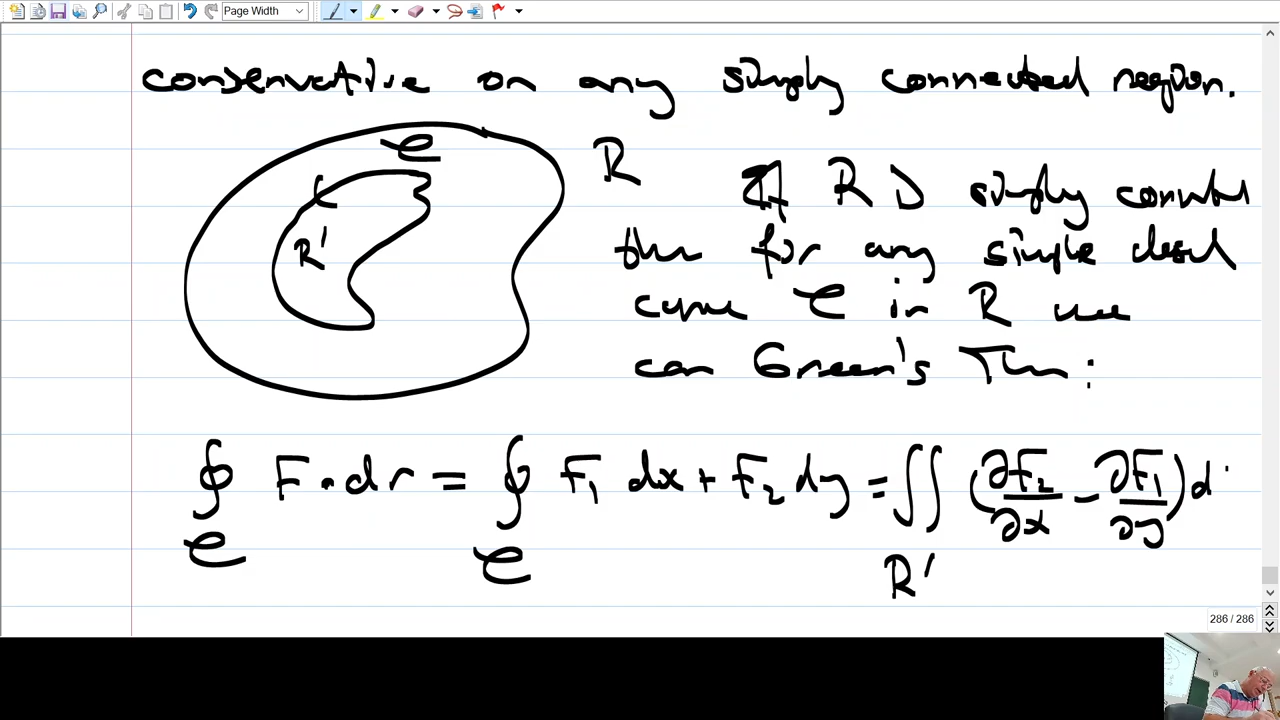 Page Width
conservative on any simply connected region.
C
R
R'
If R is simply connected
then for any simple closed
curve C in R we
can Green's Thm:
∮ F · dr = ∮ F₁ dx + F₂ dy = ∬ (∂F₂/∂x − ∂F₁/∂y) d
C C R'
286 / 286